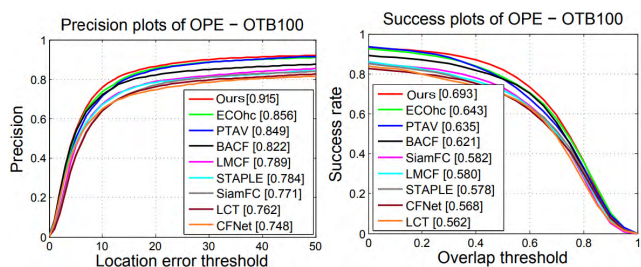 Precision plots of OPE − OTB100
Precision
1
0.8
0.6
0.4
0.2
0
0 10 20 30 40 50
Location error threshold
Ours [0.915]
ECOhc [0.856]
PTAV [0.849]
BACF [0.822]
LMCF [0.789]
STAPLE [0.784]
SiamFC [0.771]
LCT [0.762]
CFNet [0.748]
Success plots of OPE − OTB100
Success rate
1
0.8
0.6
0.4
0.2
0
0 0.2 0.4 0.6 0.8 1
Overlap threshold
Ours [0.693]
ECOhc [0.643]
PTAV [0.635]
BACF [0.621]
SiamFC [0.582]
LMCF [0.580]
STAPLE [0.578]
CFNet [0.568]
LCT [0.562]